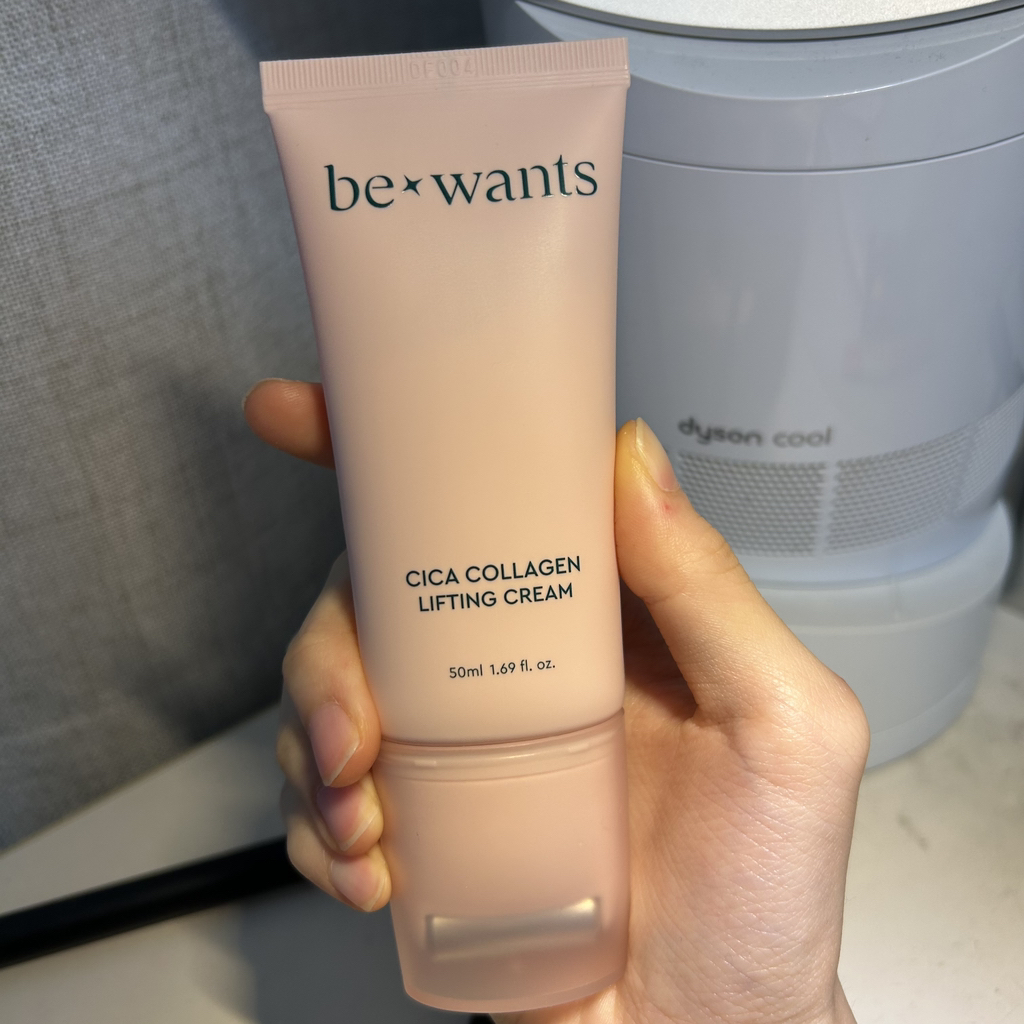 be✦wants
CICA COLLAGEN
LIFTING CREAM
50ml 1.69 fl. oz.
dyson cool